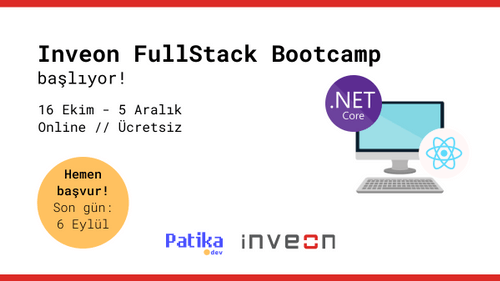 Inveon FullStack Bootcamp
başlıyor!
16 Ekim - 5 Aralık
Online // Ücretsiz
.NET
Core
Hemen
başvur!
Son gün:
6 Eylül
Patika
dev
inveon